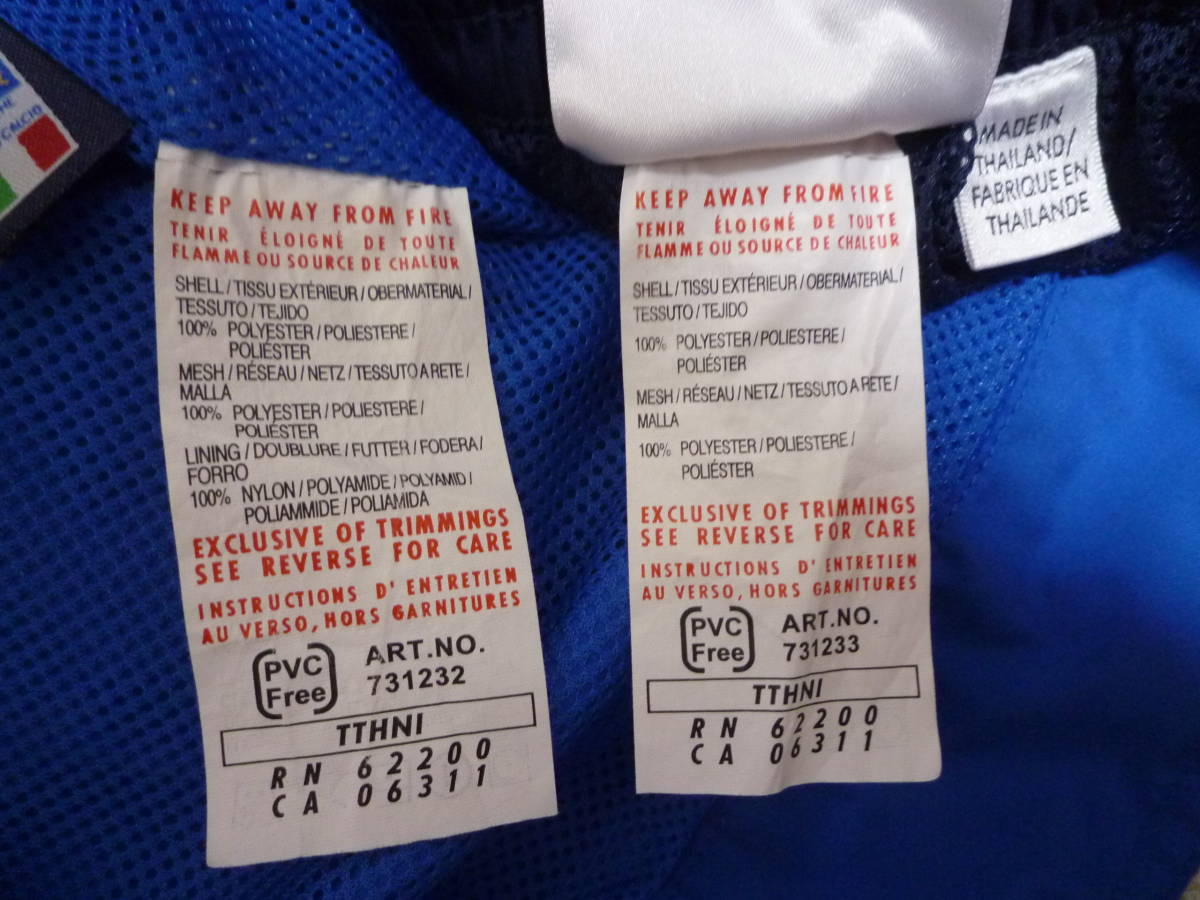 CALCIO
KEEP AWAY FROM FIRE
TENIR ÉLOIGNÉ DE TOUTE
FLAMME OU SOURCE DE CHALEUR
SHELL / TISSU EXTÉRIEUR / OBERMATERIAL /
TESSUTO / TEJIDO
100% POLYESTER / POLIESTERE /
POLIÉSTER
MESH / RÉSEAU / NETZ / TESSUTO A RETE /
MALLA
100% POLYESTER / POLIESTERE /
POLIÉSTER
LINING / DOUBLURE / FUTTER / FODERA /
FORRO
100% NYLON / POLYAMIDE / POLYAMID /
POLIAMMIDE / POLIAMIDA
EXCLUSIVE OF TRIMMINGS
SEE REVERSE FOR CARE
INSTRUCTIONS D' ENTRETIEN
AU VERSO, HORS GARNITURES
PVC
Free
ART.NO.
731232
TTHNI
RN 62200
CA 06311
KEEP AWAY FROM FIRE
TENIR ÉLOIGNÉ DE TOUTE
FLAMME OU SOURCE DE CHALEUR
SHELL / TISSU EXTÉRIEUR / OBERMATERIAL /
TESSUTO / TEJIDO
100% POLYESTER / POLIESTERE /
POLIÉSTER
MESH / RÉSEAU / NETZ / TESSUTO A RETE /
MALLA
100% POLYESTER / POLIESTERE /
POLIÉSTER
EXCLUSIVE OF TRIMMINGS
SEE REVERSE FOR CARE
INSTRUCTIONS D' ENTRETIEN
AU VERSO, HORS GARNITURES
PVC
Free
ART.NO.
731233
TTHNI
RN 62200
CA 06311
MADE IN
THAILAND/
FABRIQUE EN
THAILANDE